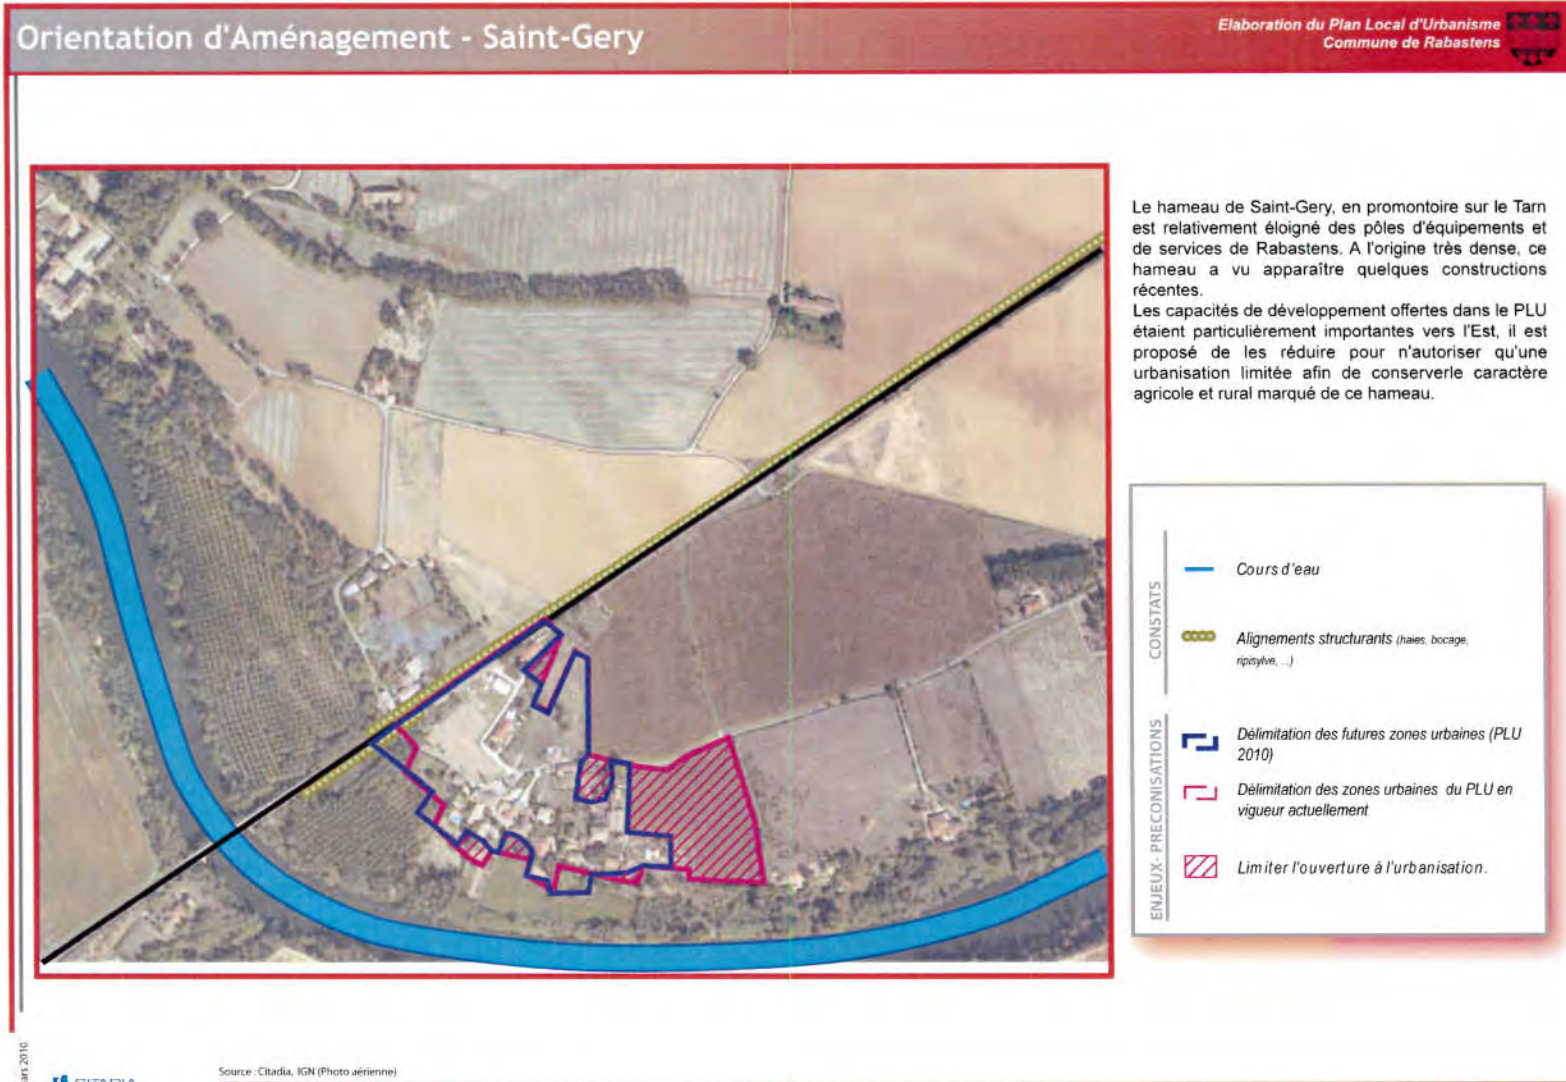 Orientation d'Aménagement - Saint-Gery
Elaboration du Plan Local d'Urbanisme
Commune de Rabastens
Le hameau de Saint-Gery, en promontoire sur le Tarn
est relativement éloigné des pôles d'équipements et
de services de Rabastens. A l'origine très dense, ce
hameau a vu apparaître quelques constructions
récentes.
Les capacités de développement offertes dans le PLU
étaient particulièrement importantes vers l'Est, il est
proposé de les réduire pour n'autoriser qu'une
urbanisation limitée afin de conserverle caractère
agricole et rural marqué de ce hameau.
CONSTATS
Cours d'eau
Alignements structurants (haies, bocage,
ripisylve, ...)
ENJEUX- PRECONISATIONS
Délimitation des futures zones urbaines (PLU
2010)
Délimitation des zones urbaines du PLU en
vigueur actuellement
Limiter l'ouverture à l'urbanisation.
ars 2010
Source : Citadia, IGN (Photo aérienne)